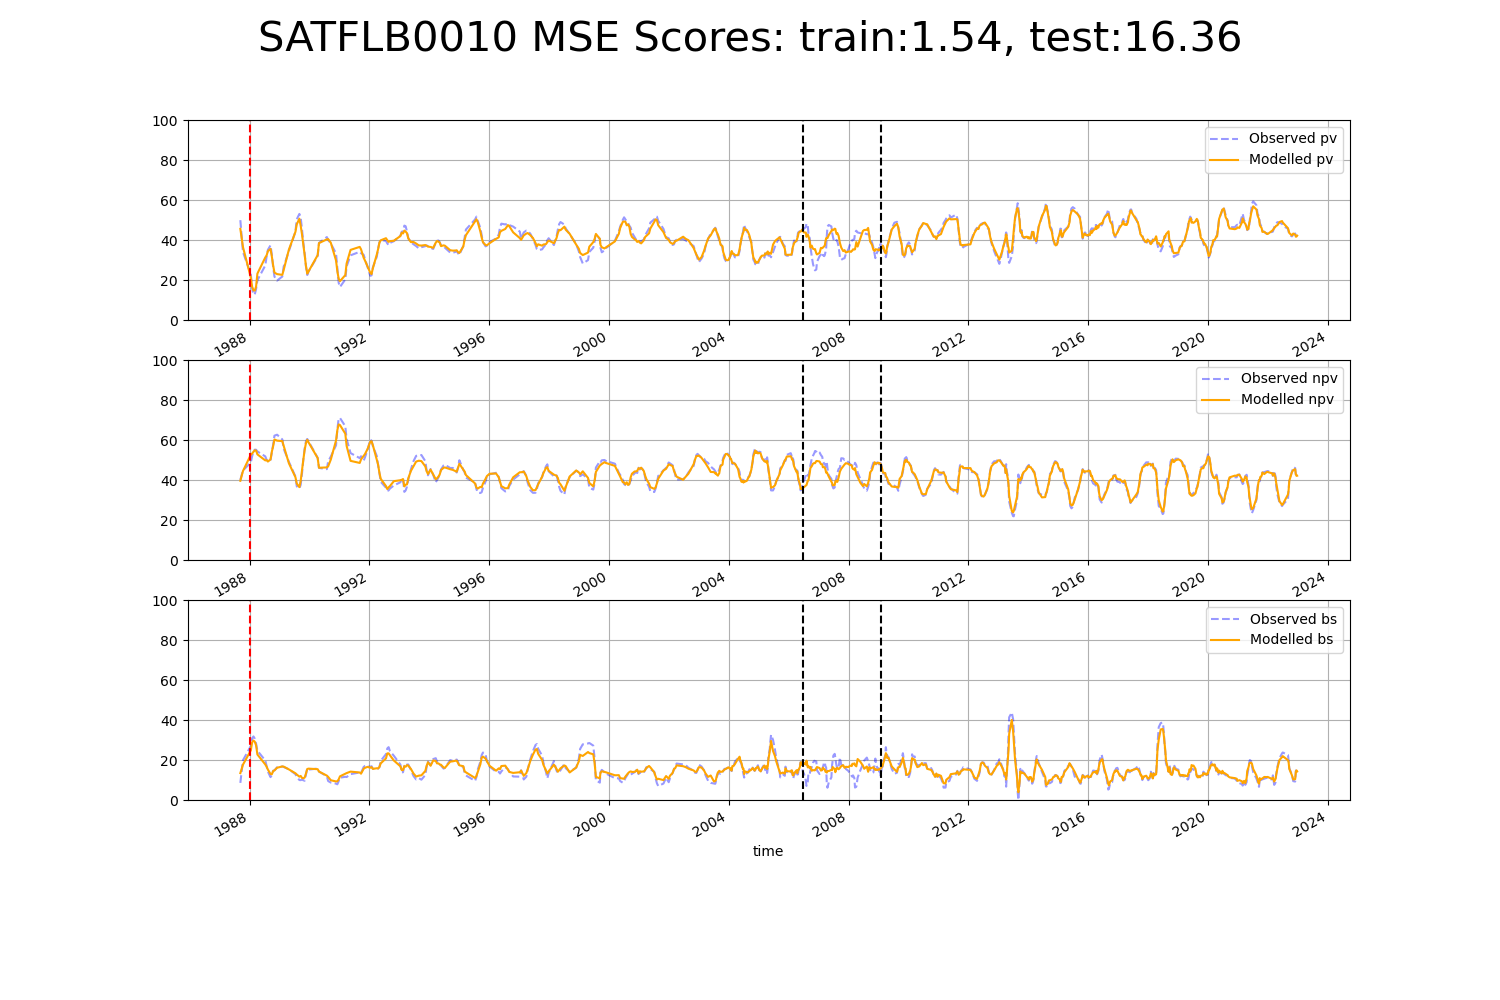 SATFLB0010 MSE Scores: train:1.54, test:16.36
100
80
60
40
20
0
Observed pv
Modelled pv
1988 1992 1996 2000 2004 2008 2012 2016 2020 2024
100
80
60
40
20
0
Observed npv
Modelled npv
1988 1992 1996 2000 2004 2008 2012 2016 2020 2024
100
80
60
40
20
0
Observed bs
Modelled bs
1988 1992 1996 2000 2004 2008 2012 2016 2020 2024
time